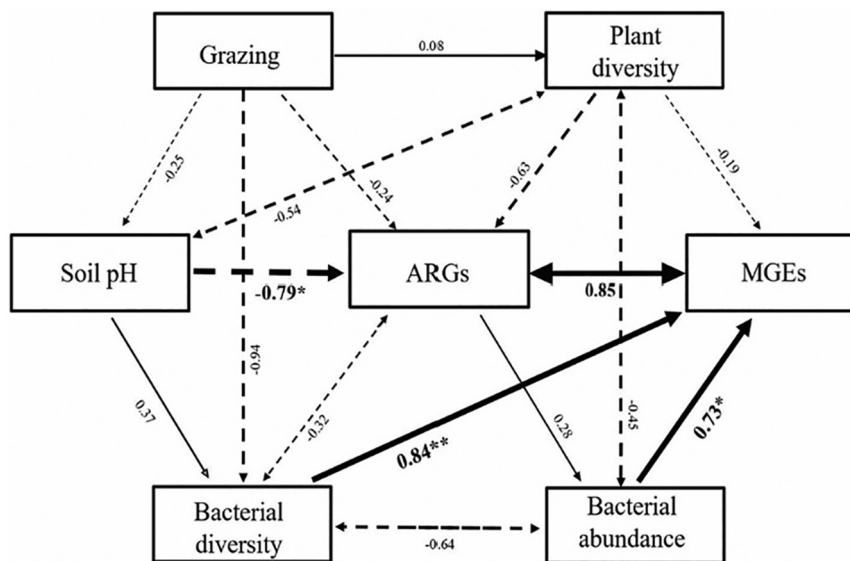 Grazing
0.08
Plant
diversity
-0.25
-0.24
-0.54
-0.63
-0.19
Soil pH
-0.79*
ARGs
0.85
MGEs
0.37
-0.94
-0.32
0.84**
0.28
-0.45
0.73*
Bacterial
diversity
-0.64
Bacterial
abundance